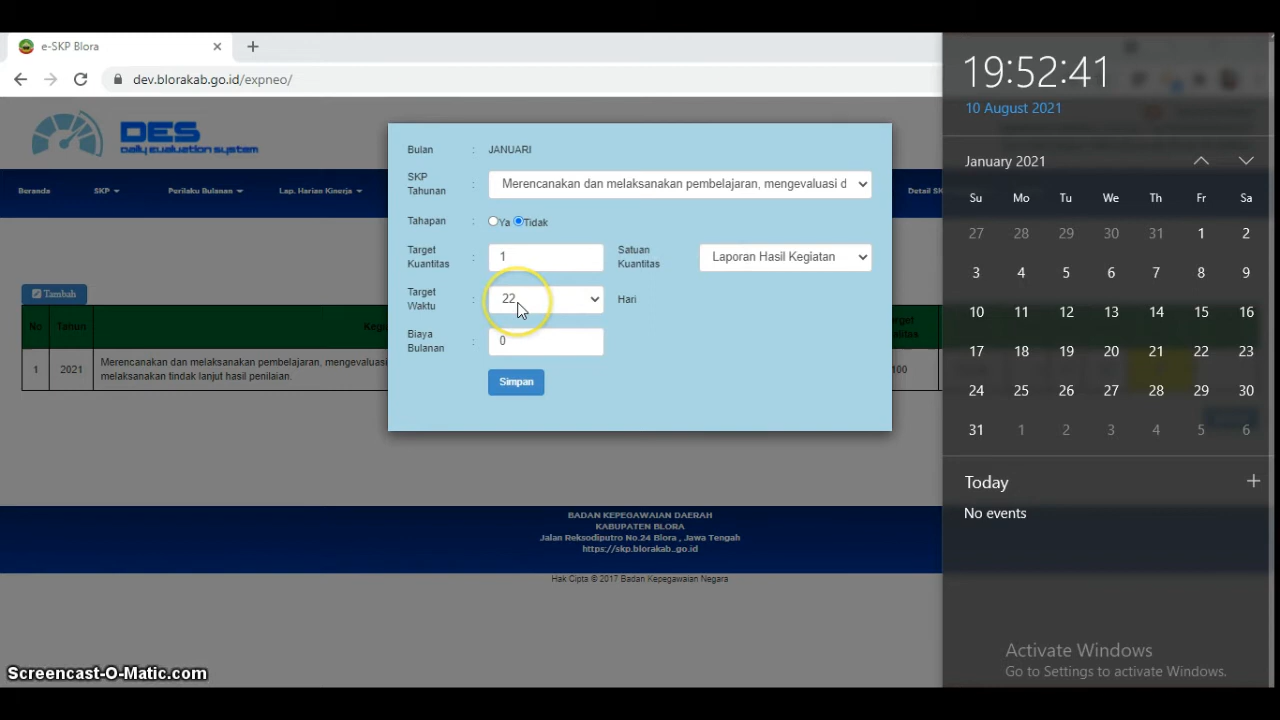 e-SKP Blora
dev.blorakab.go.id/expneo/
DES
Daily Evaluation System
Beranda SKP Perilaku Bulanan Lap. Harian Kinerja Detail SK
Tambah
No Tahun Kegi
1 2021 Merencanakan dan melaksanakan pembelajaran, mengevaluasi
melaksanakan tindak lanjut hasil penilaian.
100
Bulan : JANUARI
SKP Tahunan : Merencanakan dan melaksanakan pembelajaran, mengevaluasi d
Tahapan : Ya Tidak
Target Kuantitas : 1 Satuan Kuantitas Laporan Hasil Kegiatan
Target Waktu : 22 Hari
Biaya Bulanan : 0
Simpan
BADAN KEPEGAWAIAN DAERAH
KABUPATEN BLORA
Jalan Reksodiputro No.24 Blora , Jawa Tengah
https://skp.blorakab.go.id
Hak Cipta © 2017 Badan Kepegawaian Negara
19:52:41
10 August 2021
January 2021
Su Mo Tu We Th Fr Sa
27 28 29 30 31 1 2
3 4 5 6 7 8 9
10 11 12 13 14 15 16
17 18 19 20 21 22 23
24 25 26 27 28 29 30
31 1 2 3 4 5 6
Today
No events
Activate Windows
Go to Settings to activate Windows.
Screencast-O-Matic.com